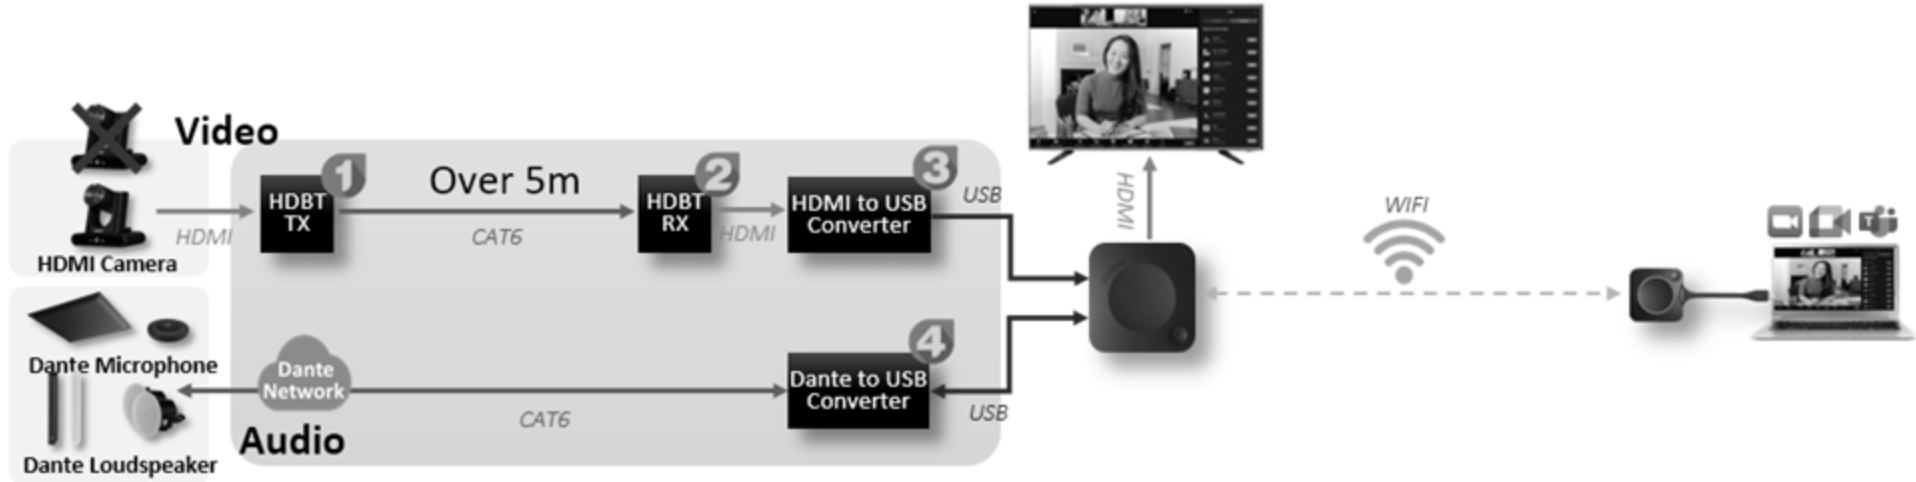 Video
HDMI Camera
HDMI
HDBT
TX
1
Over 5m
CAT6
HDBT
RX
2
HDMI
HDMI to USB
Converter
3
USB
HDMI
WIFI
Dante Microphone
Dante Loudspeaker
Dante
Network
CAT6
Audio
Dante to USB
Converter
4
USB